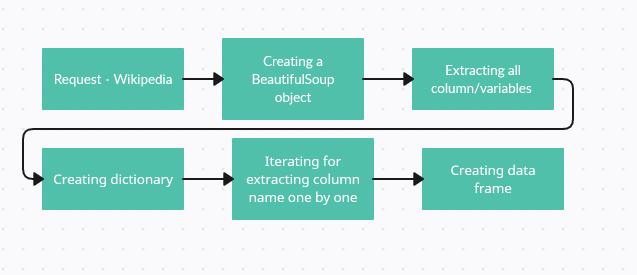 Request - Wikipedia
Creating a
BeautifulSoup
object
Extracting all
column/variables
Creating dictionary
Iterating for
extracting column
name one by one
Creating data
frame